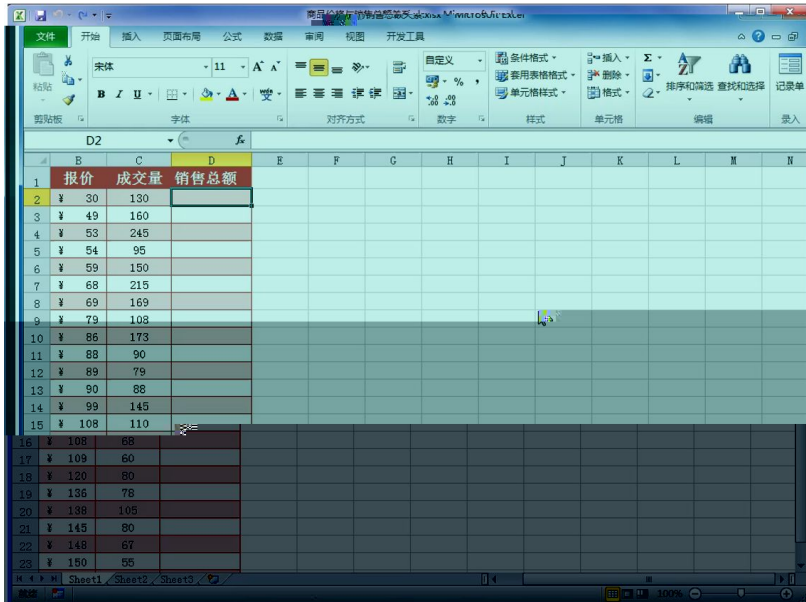 文件 开始 插入 页面布局 公式 数据 审阅 视图 开发工具
宋体 11 A A 自定义 条件格式 插入 Σ
粘贴 B I U A % , 套用表格格式 删除 排序和筛选 查找和选择 记录单
单元格样式 格式
剪贴板 字体 对齐方式 数字 样式 单元格 编辑 录入
D2 fx
B C D E F G H I J K L M N
1 报价 成交量 销售总额
2 ¥ 30 130
3 ¥ 49 160
4 ¥ 53 245
5 ¥ 54 95
6 ¥ 59 150
7 ¥ 68 215
8 ¥ 69 169
9 ¥ 79 108
10 ¥ 86 173
11 ¥ 88 90
12 ¥ 89 79
13 ¥ 90 88
14 ¥ 99 145
15 ¥ 108 110
16 ¥ 108 68
17 ¥ 109 60
18 ¥ 120 80
19 ¥ 136 78
20 ¥ 138 105
21 ¥ 145 80
22 ¥ 148 67
23 ¥ 150 55
Sheet1 Sheet2 Sheet3
就绪 100%